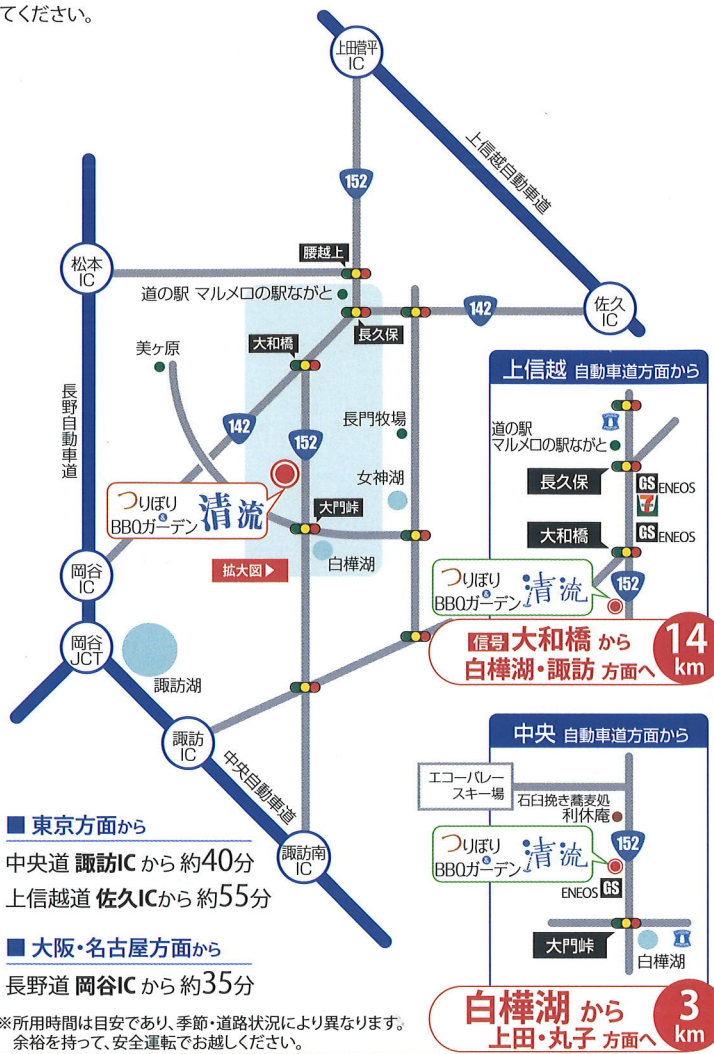 てください。
上田菅平
IC
上信越自動車道
152
松本
IC
腰越上
道の駅 マルメロの駅ながと
佐久
IC
142
長久保
大和橋
美ヶ原
長野自動車道
142
152
長門牧場
女神湖
つりぼり
&
BBQガーデン 清流
大門峠
白樺湖
拡大図▶
岡谷
IC
岡谷
JCT
諏訪湖
諏訪
IC
中央自動車道
諏訪南
IC
上信越 自動車道方面から
道の駅
マルメロの駅ながと
長久保
GS ENEOS
7
GS ENEOS
大和橋
152
つりぼり
&
BBQガーデン 清流
信号 大和橋 から
白樺湖・諏訪 方面へ
14
km
中央 自動車道方面から
エコーバレー
スキー場
石臼挽き蕎麦処
利休庵
152
つりぼり
&
BBQガーデン 清流
ENEOS GS
大門峠
白樺湖
白樺湖 から
上田・丸子 方面へ
3
km
■ 東京方面から
中央道 諏訪IC から 約40分
上信越道 佐久ICから 約55分
■ 大阪・名古屋方面から
長野道 岡谷IC から 約35分
※所用時間は目安であり、季節・道路状況により異なります。
余裕を持って、安全運転でお越しください。